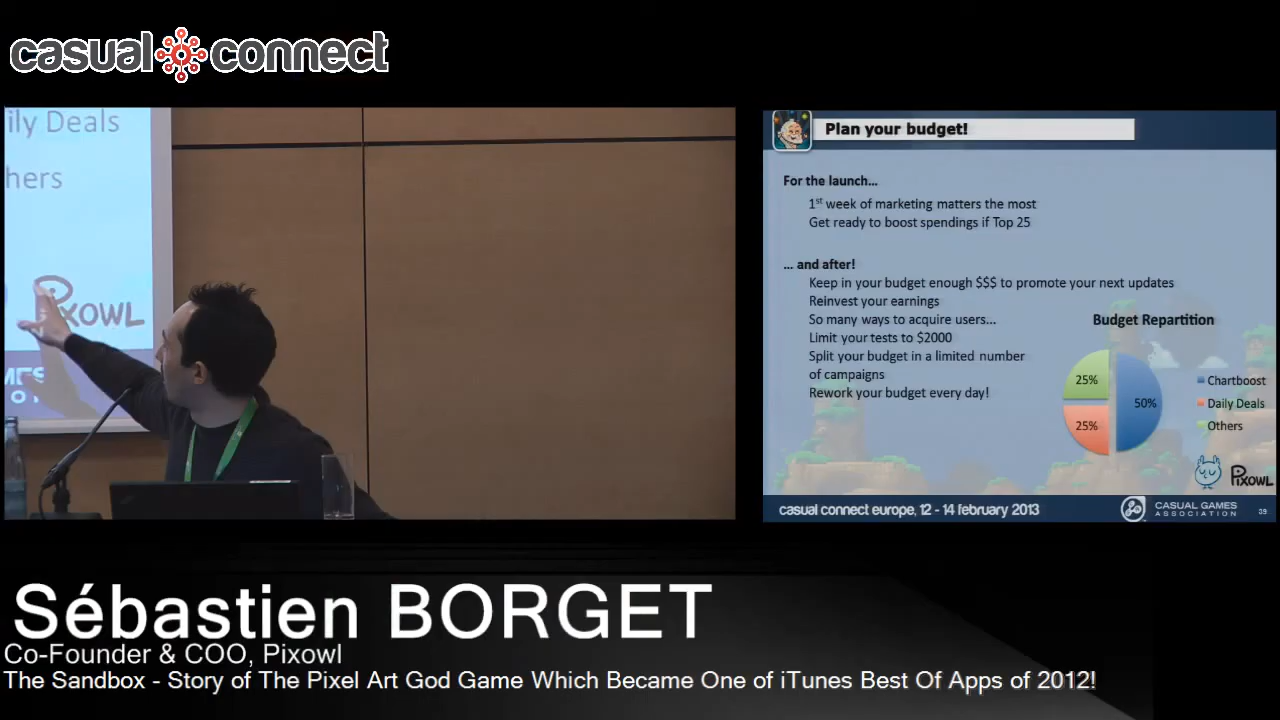 casual connect
ily Deals
hers
PIXOWL
Plan your budget!
For the launch...
1st week of marketing matters the most
Get ready to boost spendings if Top 25
... and after!
Keep in your budget enough $$$ to promote your next updates
Reinvest your earnings
So many ways to acquire users...
Limit your tests to $2000
Split your budget in a limited number
of campaigns
Rework your budget every day!
Budget Repartition
25%
50%
25%
Chartboost
Daily Deals
Others
PIXOWL
casual connect europe, 12 - 14 february 2013
CASUAL GAMES
ASSOCIATION
39
Sébastien BORGET
Co-Founder & COO, Pixowl
The Sandbox - Story of The Pixel Art God Game Which Became One of iTunes Best Of Apps of 2012!